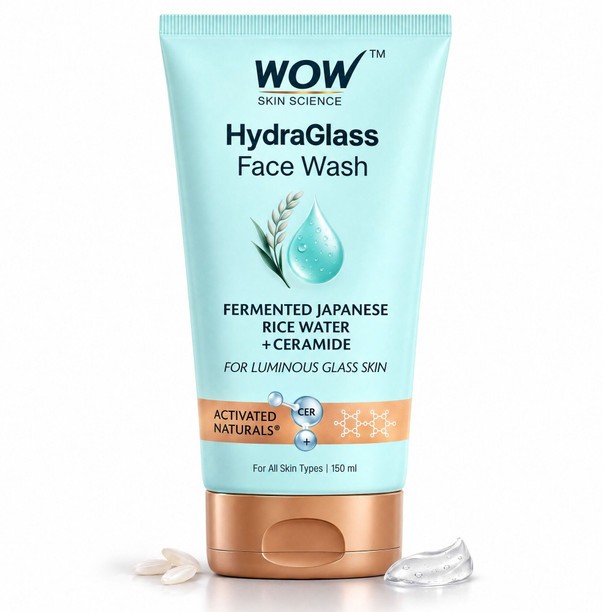 WOW™
SKIN SCIENCE
HydraGlass
Face Wash
FERMENTED JAPANESE
RICE WATER
+CERAMIDE
FOR LUMINOUS GLASS SKIN
ACTIVATED
NATURALS®
CER
+
For All Skin Types | 150 ml